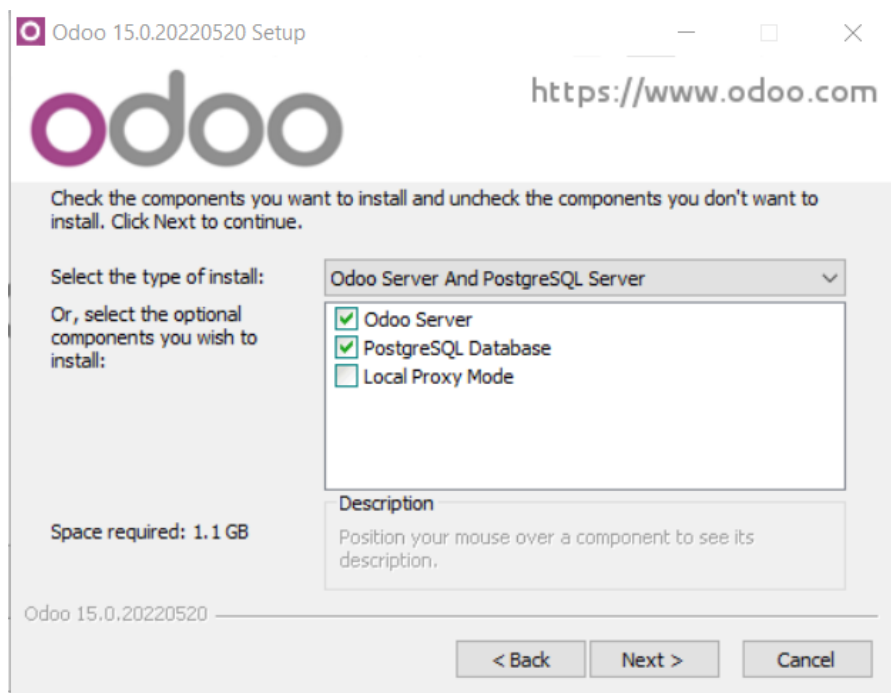 Odoo 15.0.20220520 Setup
odoo
https://www.odoo.com
Check the components you want to install and uncheck the components you don't want to
install. Click Next to continue.
Select the type of install:
Odoo Server And PostgreSQL Server
Or, select the optional
components you wish to
install:
Odoo Server
PostgreSQL Database
Local Proxy Mode
Space required: 1.1 GB
Description
Position your mouse over a component to see its
description.
Odoo 15.0.20220520
< Back
Next >
Cancel